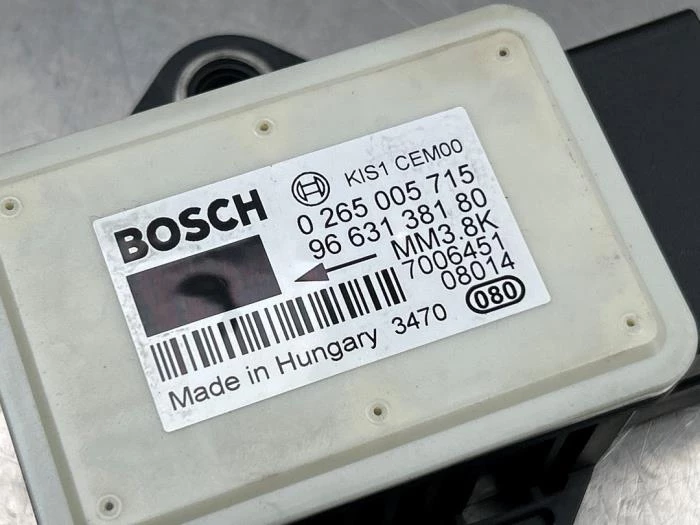 KIS1 CEM00
BOSCH
0 265 005 715
96 631 381 80
MM3.8K
7006451
08014
080
3470
Made in Hungary